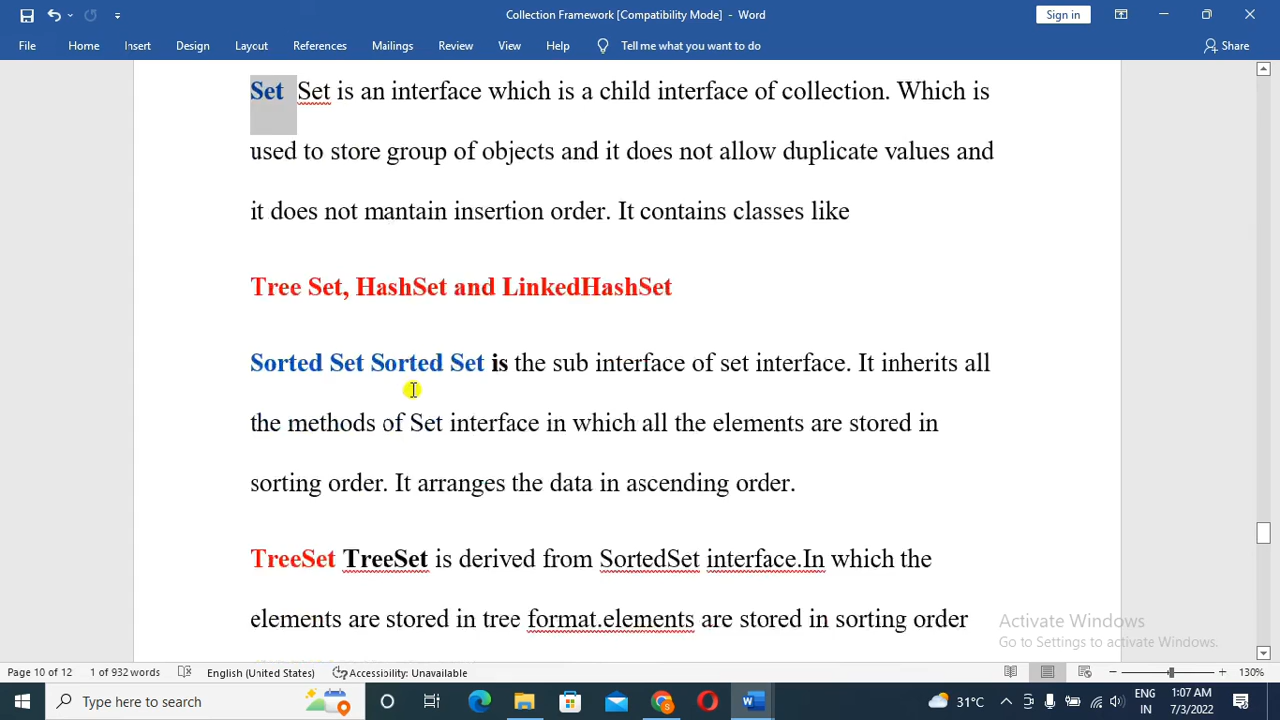 Collection Framework [Compatibility Mode] - Word
Sign in
File Home Insert Design Layout References Mailings Review View Help Tell me what you want to do Share
Set Set is an interface which is a child interface of collection. Which is
used to store group of objects and it does not allow duplicate values and
it does not mantain insertion order. It contains classes like
Tree Set, HashSet and LinkedHashSet
Sorted Set Sorted Set is the sub interface of set interface. It inherits all
the methods of Set interface in which all the elements are stored in
sorting order. It arranges the data in ascending order.
TreeSet TreeSet is derived from SortedSet interface.In which the
elements are stored in tree format.elements are stored in sorting order
Activate Windows
Go to Settings to activate Windows.
Page 10 of 12 1 of 932 words English (United States) Accessibility: Unavailable 130%
Type here to search 31°C ENG IN 1:07 AM 7/3/2022